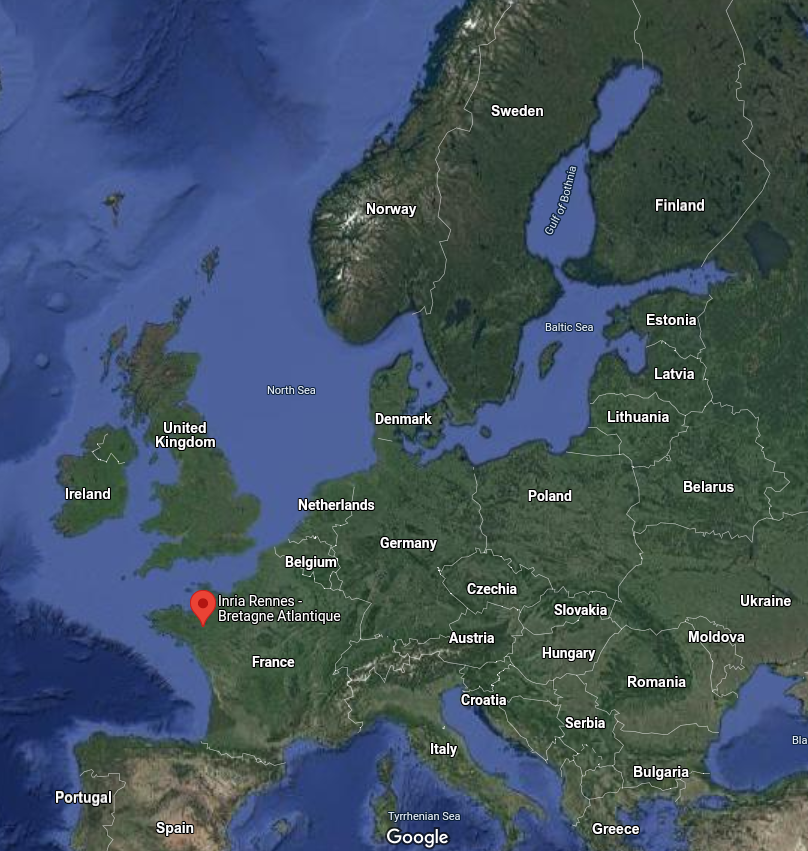 Sweden
Gulf of Bothnia
Norway
Finland
Estonia
Baltic Sea
Latvia
North Sea
Lithuania
Denmark
United
Kingdom
Belarus
Ireland
Poland
Netherlands
Germany
Belgium
Czechia
Ukraine
Inria Rennes -
Bretagne Atlantique
Slovakia
Moldova
Austria
Hungary
France
Romania
Croatia
Serbia
Italy
Bla
Bulgaria
Portugal
Tyrrhenian Sea
Spain
Greece
Google